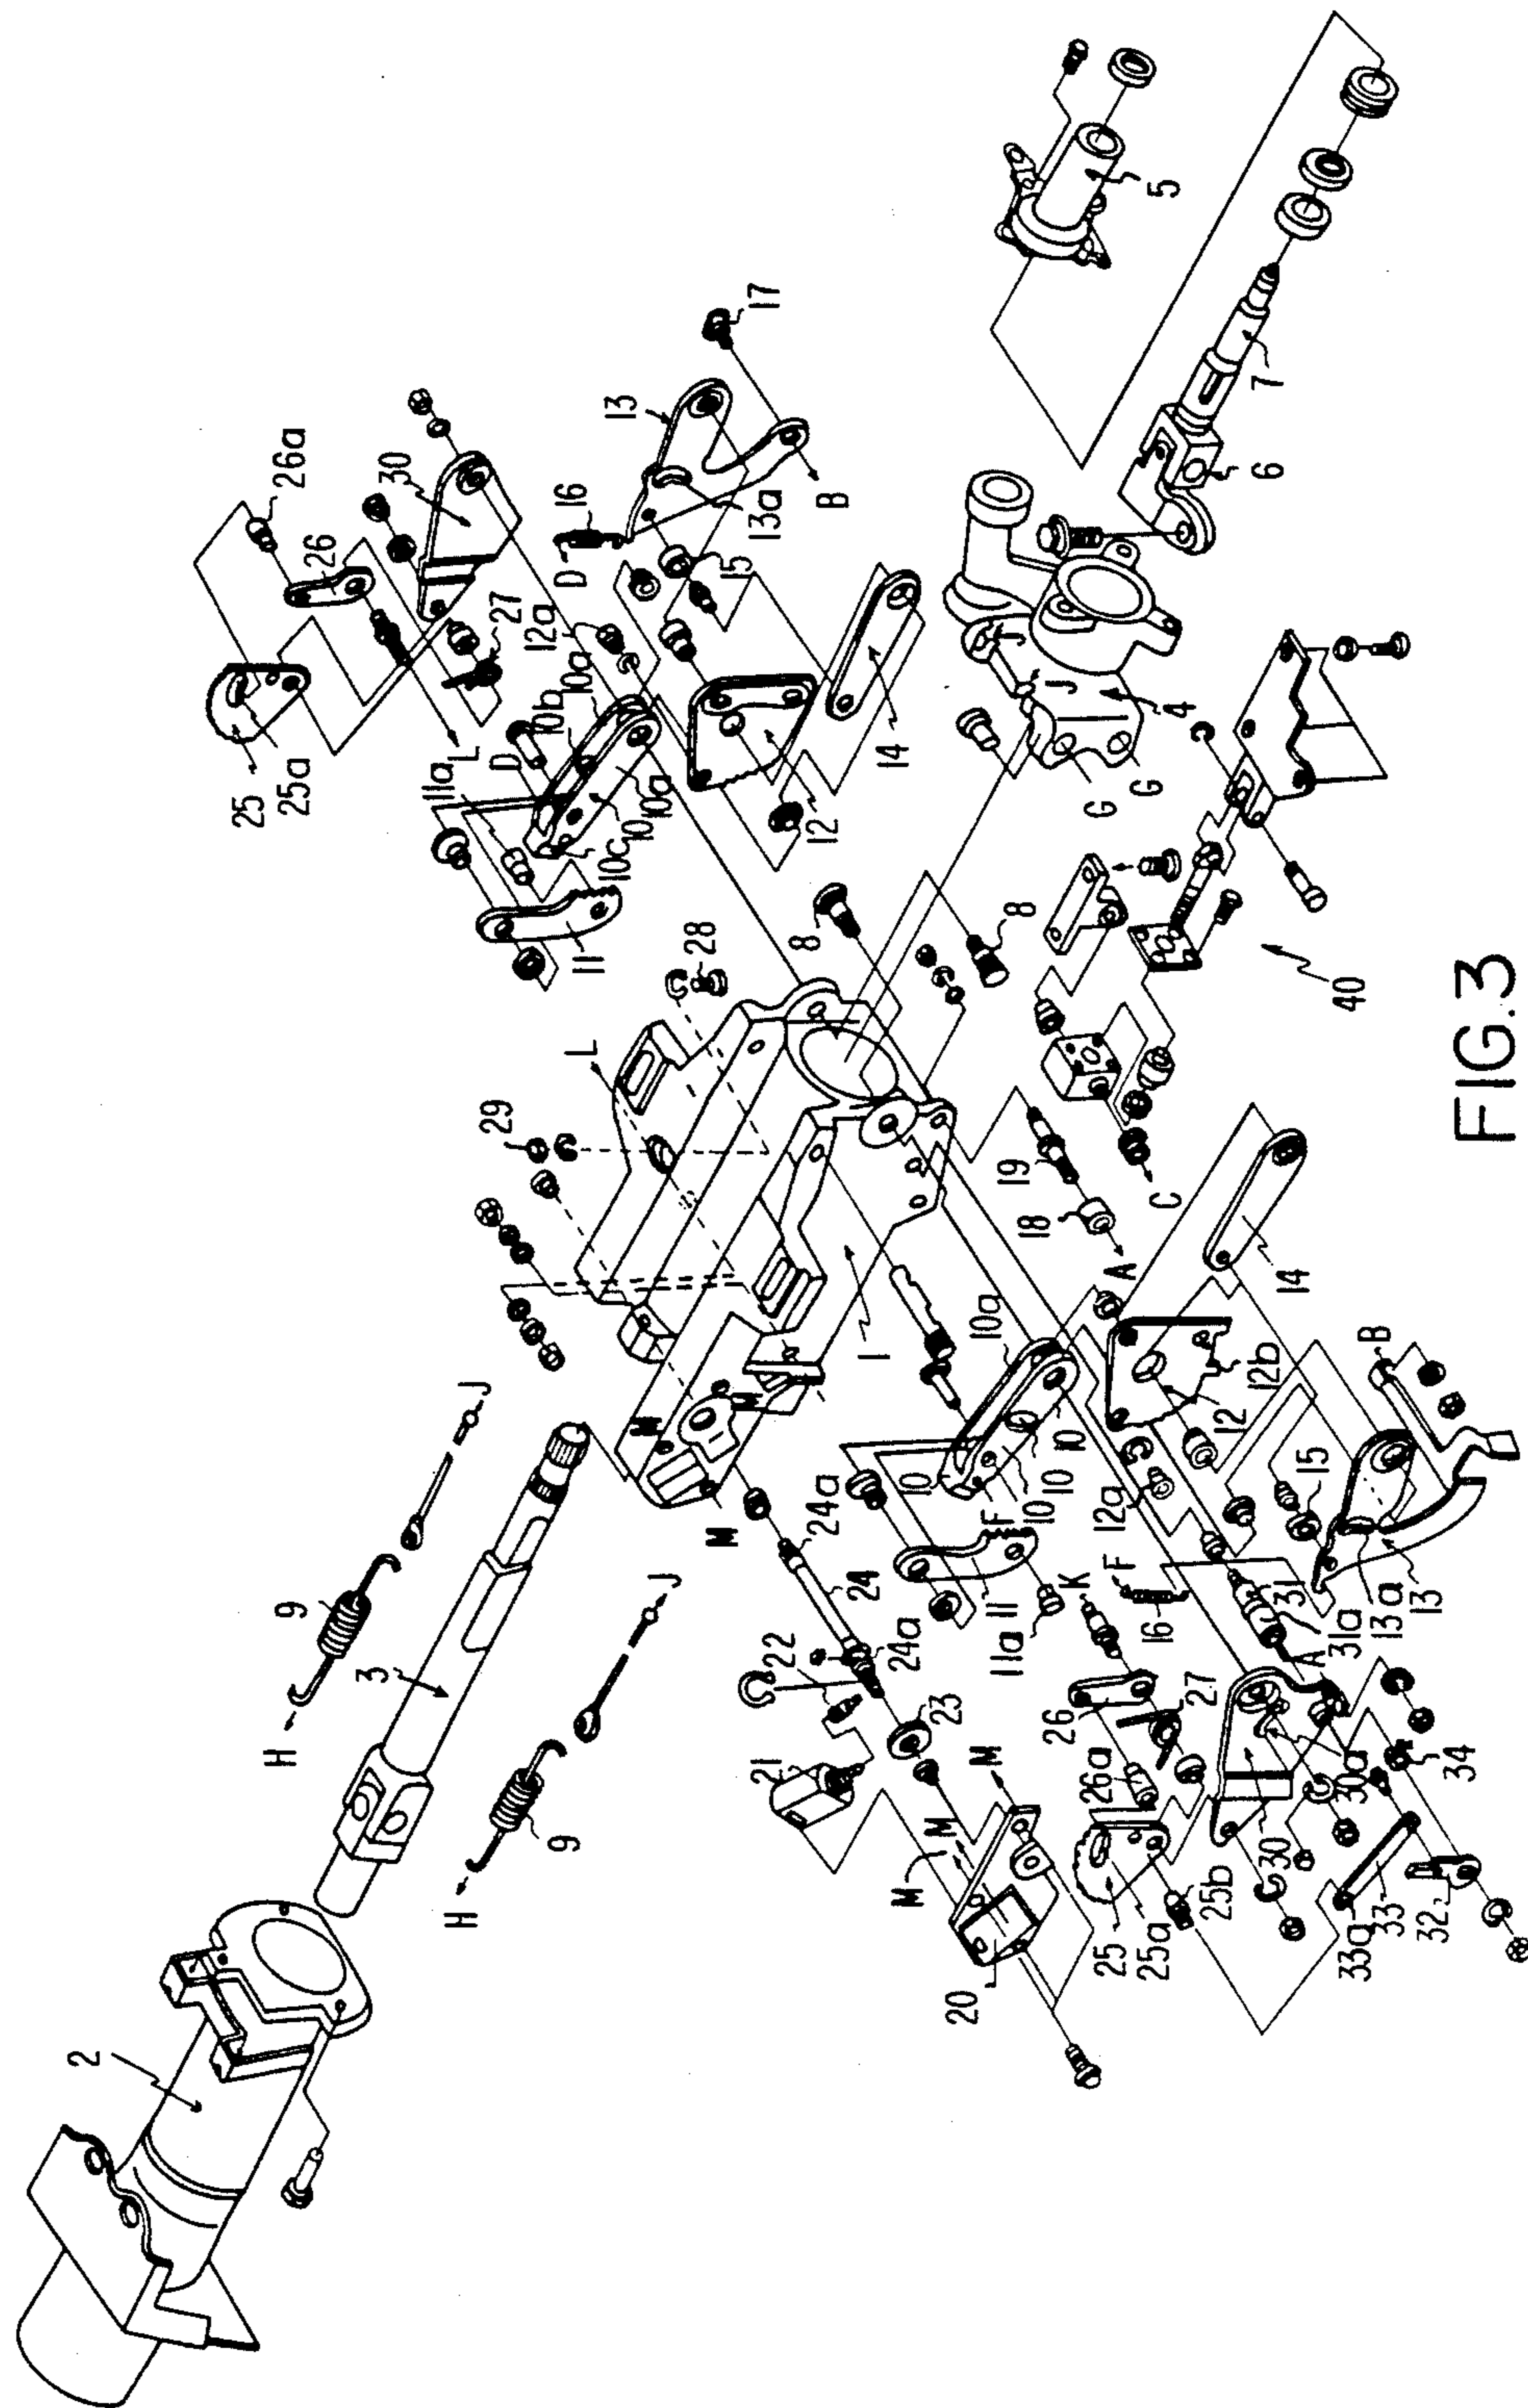 2
3
H
9
J
H
9
J
29
L
28
1
M
M
M
8
8
25
25a
26
26a
30
27
L
11a
D
10b
10a
12a
10
10a
10c
11
12
14
15
16
D
13
13a
B
17
5
7
6
J
J
4
G
G
40
C
19
18
A
14
24a
24
24a
22
23
21
20
M
M
M
10a
10
10
10
10
F
11
11a
K
12a
12
12b
B
15
13
13a
16
F
31
31a
A
26
26a
27
25
25a
25b
30
30a
34
33
33a
32
FIG.3